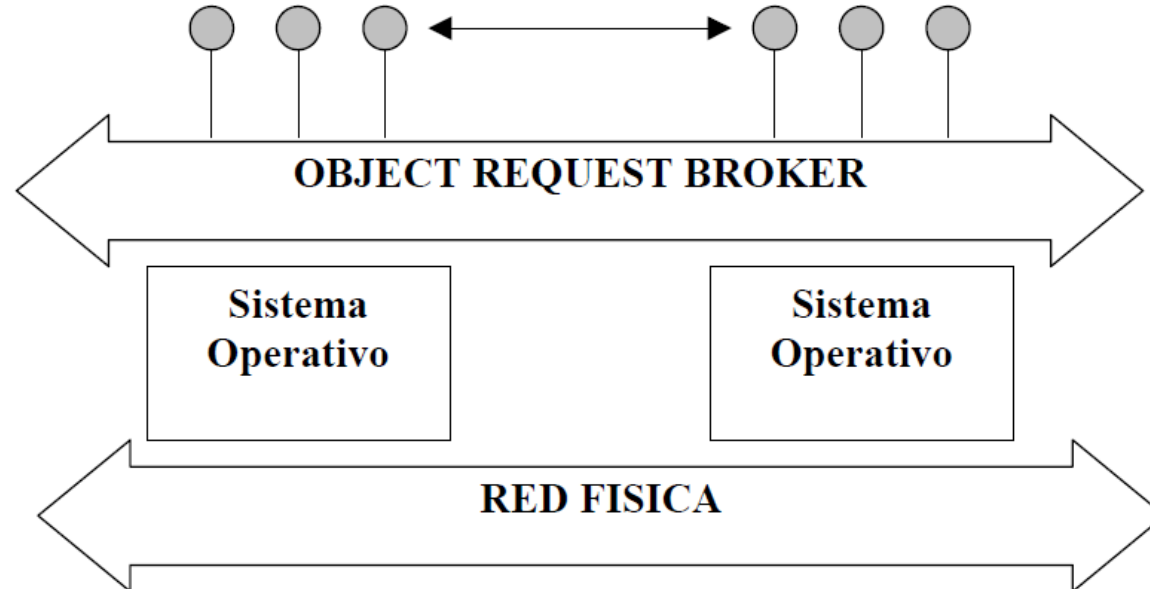 OBJECT REQUEST BROKER
Sistema
Operativo
Sistema
Operativo
RED FISICA